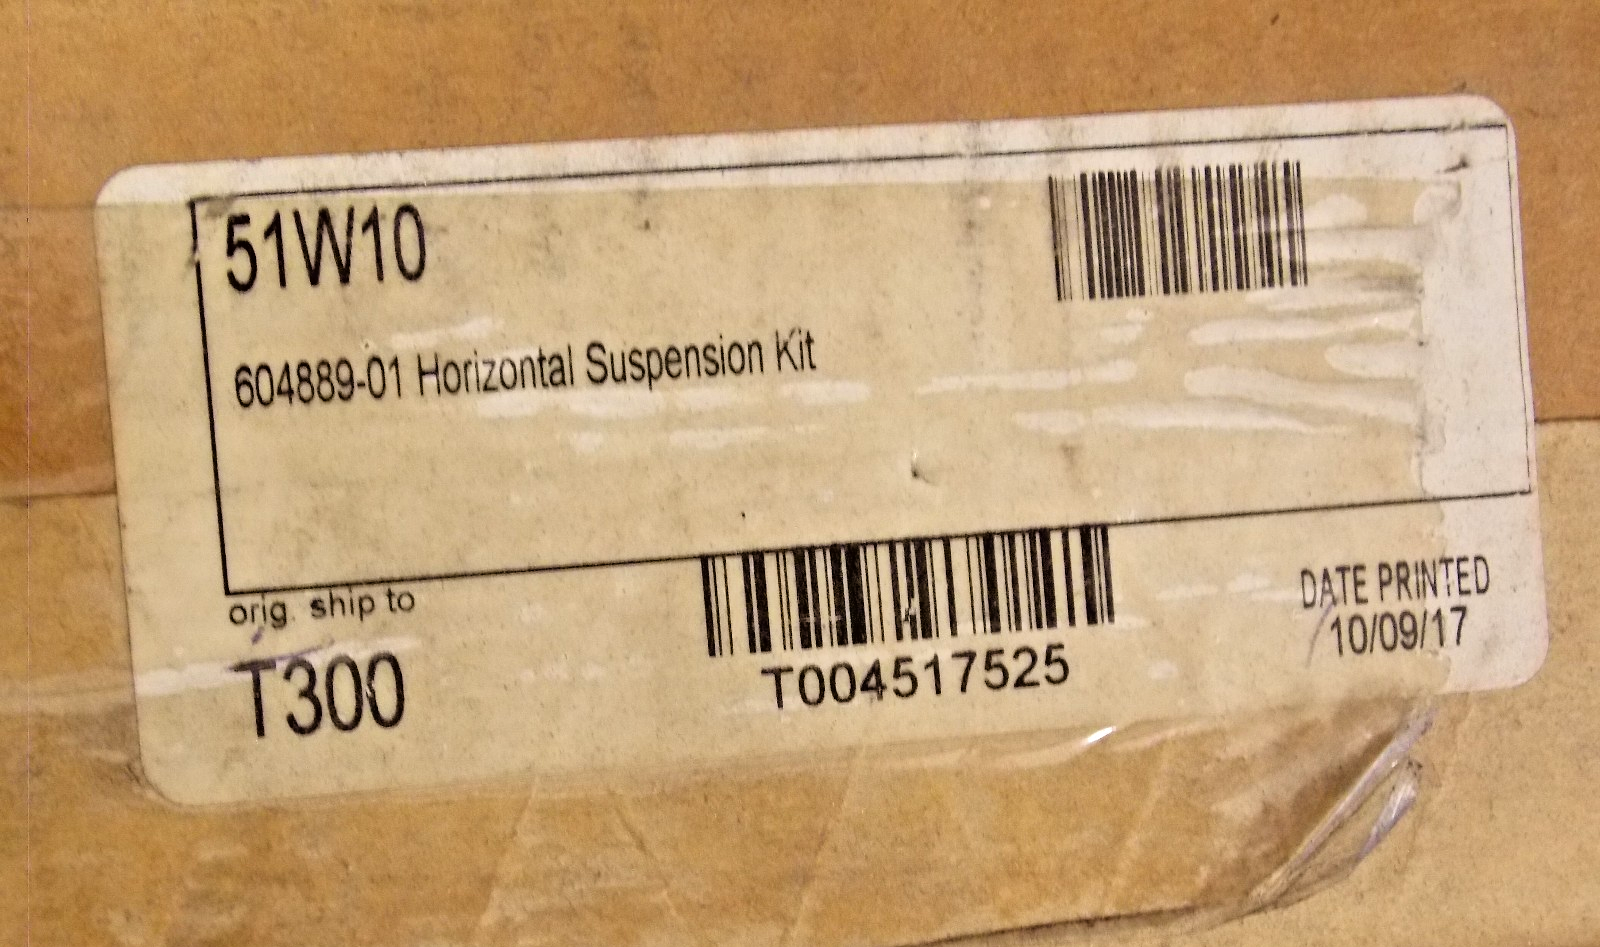 51W10
604889-01 Horizontal Suspension Kit
orig. ship to
T300
T004517525
DATE PRINTED
10/09/17